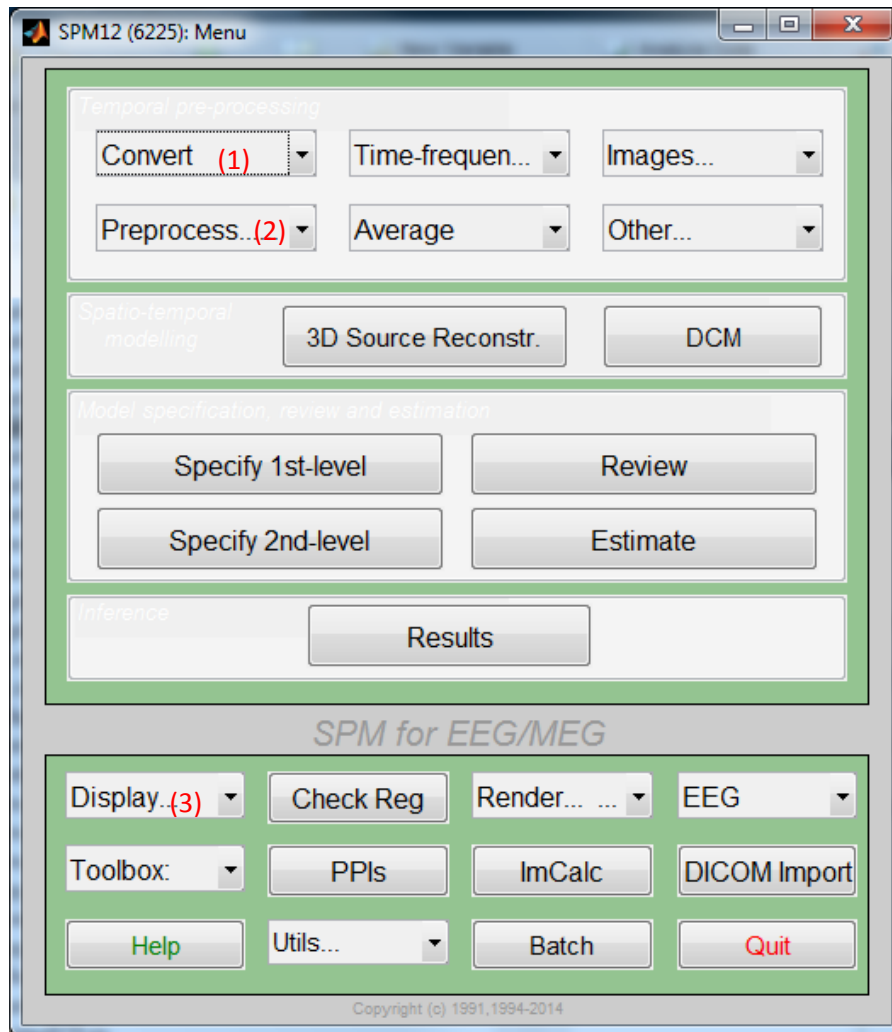 SPM12 (6225): Menu
Temporal pre-processing
Convert (1) Time-frequen... Images...
Preprocess... (2) Average Other...
Spatio-temporal
modelling
3D Source Reconstr. DCM
Model specification, review and estimation
Specify 1st-level Review
Specify 2nd-level Estimate
Inference
Results
SPM for EEG/MEG
Display... (3) Check Reg Render... ... EEG
Toolbox: PPIs ImCalc DICOM Import
Help Utils... Batch Quit
Copyright (c) 1991,1994-2014